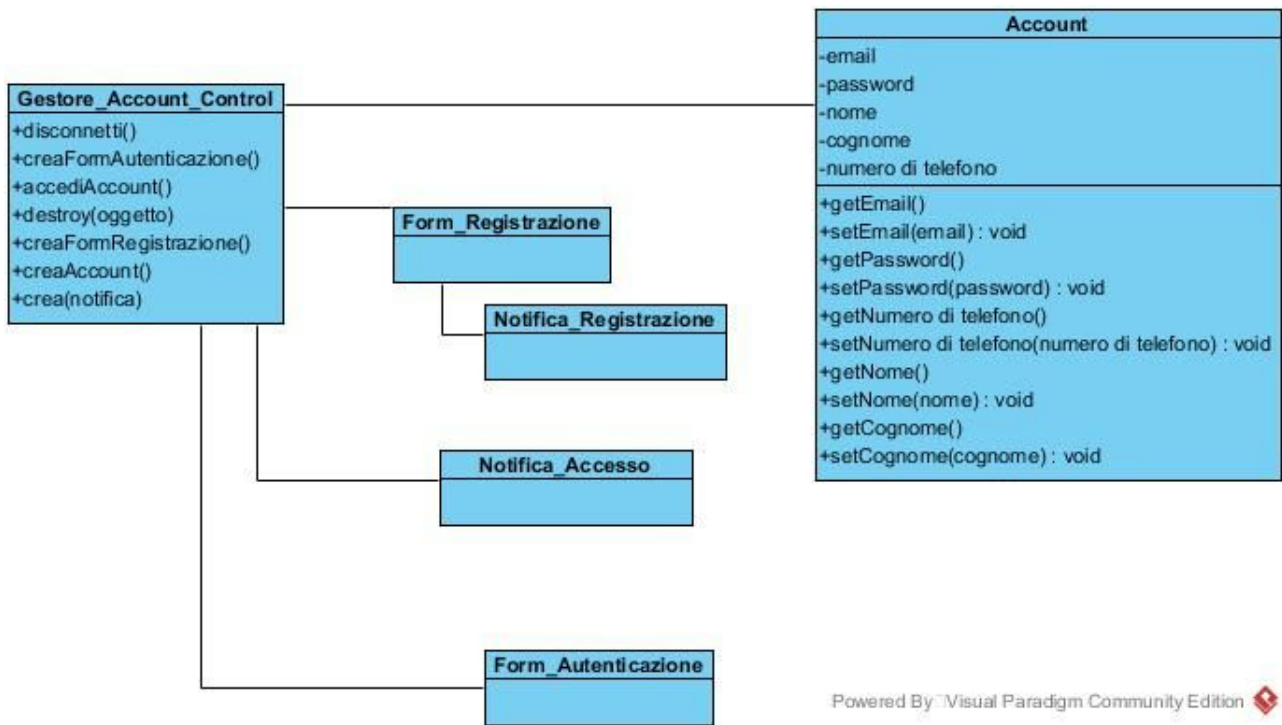 Gestore_Account_Control
+disconnetti()
+creaFormAutenticazione()
+accediAccount()
+destroy(oggetto)
+creaFormRegistrazione()
+creaAccount()
+crea(notifica)
Form_Registrazione
Notifica_Registrazione
Notifica_Accesso
Form_Autenticazione
Account
-email
-password
-nome
-cognome
-numero di telefono
+getEmail()
+setEmail(email) : void
+getPassword()
+setPassword(password) : void
+getNumero di telefono()
+setNumero di telefono(numero di telefono) : void
+getNome()
+setNome(nome) : void
+getCognome()
+setCognome(cognome) : void
Powered By Visual Paradigm Community Edition